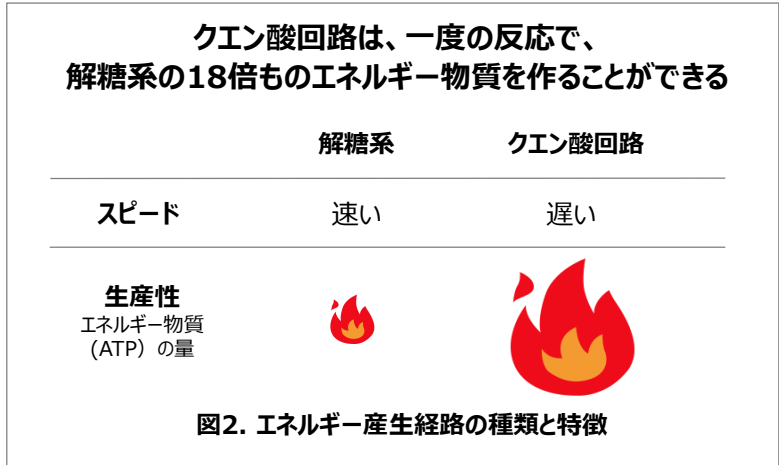 クエン酸回路は、一度の反応で、
解糖系の18倍ものエネルギー物質を作ることができる
解糖系 クエン酸回路
スピード 速い 遅い
生産性
エネルギー物質
(ATP) の量
図2. エネルギー産生経路の種類と特徴